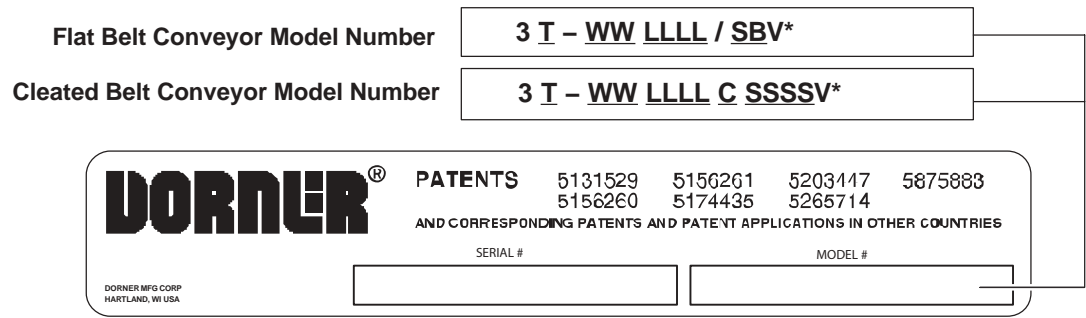 Flat Belt Conveyor Model Number 3 T – WW LLLL / SBV*
Cleated Belt Conveyor Model Number 3 T – WW LLLL C SSSSV*
DORNER®
PATENTS 5131529 5156261 5203447 5875883
5156260 5174435 5265714
AND CORRESPONDING PATENTS AND PATENT APPLICATIONS IN OTHER COUNTRIES
SERIAL # MODEL #
DORNER MFG CORP
HARTLAND, WI USA